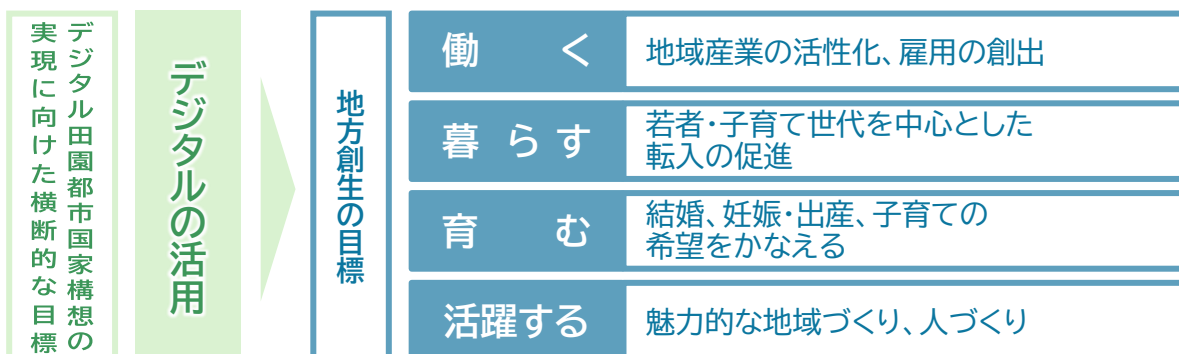 デジタル田園都市国家構想の
実現に向けた横断的な目標
デジタルの活用
地方創生の目標
働く
地域産業の活性化、雇用の創出
暮らす
若者・子育て世代を中心とした
転入の促進
育む
結婚、妊娠・出産、子育ての
希望をかなえる
活躍する
魅力的な地域づくり、人づくり